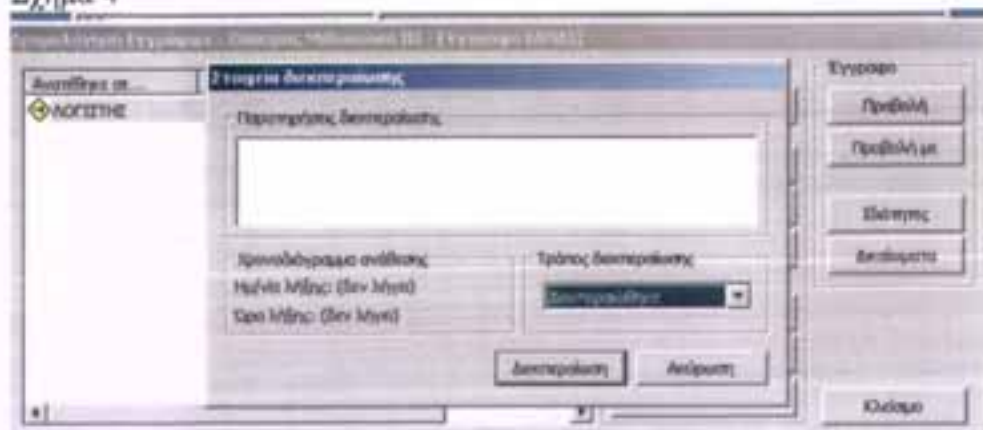 Σχήμα
Ανατέθηκε σε...
ΛΟΓΙΣΤΗΣ
Στοιχεία διεκπεραίωσης
Παρατηρήσεις διεκπεραίωσης
Χρονοδιάγραμμα ανάθεσης
Ημ/νία λήξης: (δεν λήγει)
Ώρα λήξης: (δεν λήγει)
Τρόπος διεκπεραίωσης
Διεκπεραιώθηκε
Διεκπεραίωση
Ακύρωση
Έγγραφο
Προβολή
Προβολή με
Ιδιότητες
Δικαιώματα
Κλείσιμο